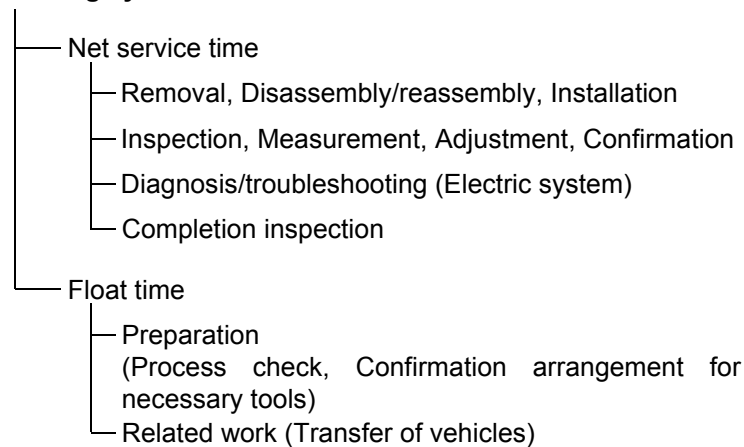 Net service time
Removal, Disassembly/reassembly, Installation
Inspection, Measurement, Adjustment, Confirmation
Diagnosis/troubleshooting (Electric system)
Completion inspection
Float time
Preparation
(Process check, Confirmation arrangement for
necessary tools)
Related work (Transfer of vehicles)